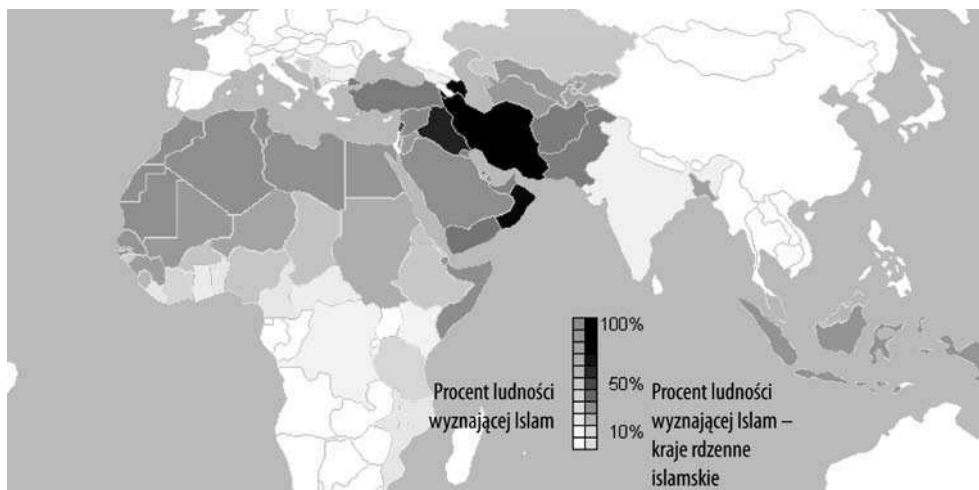 100%
50%
10%
Procent ludności
wyznającej Islam
Procent ludności
wyznającej Islam –
kraje rdzenne
islamskie